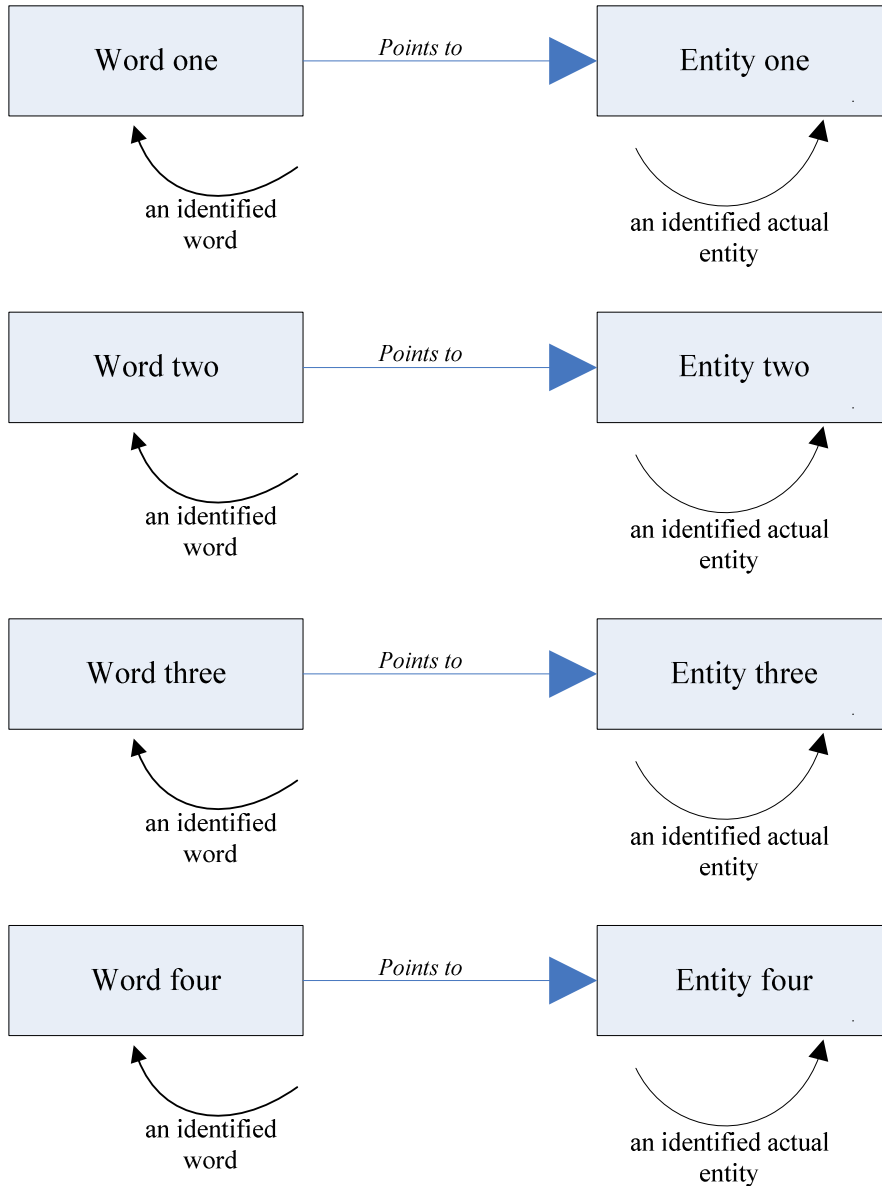 Word one
Points to
Entity one
an identified
word
an identified actual
entity
Word two
Points to
Entity two
an identified
word
an identified actual
entity
Word three
Points to
Entity three
an identified
word
an identified actual
entity
Word four
Points to
Entity four
an identified
word
an identified actual
entity